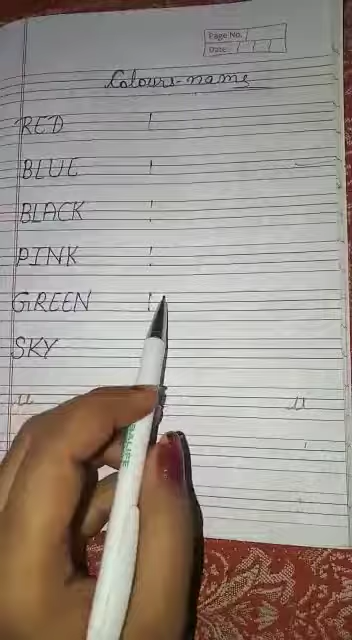 Page No.
Date
Colours-name
RED !
BLUE !
BLACK !
PINK !
GREEN !
SKY
u u